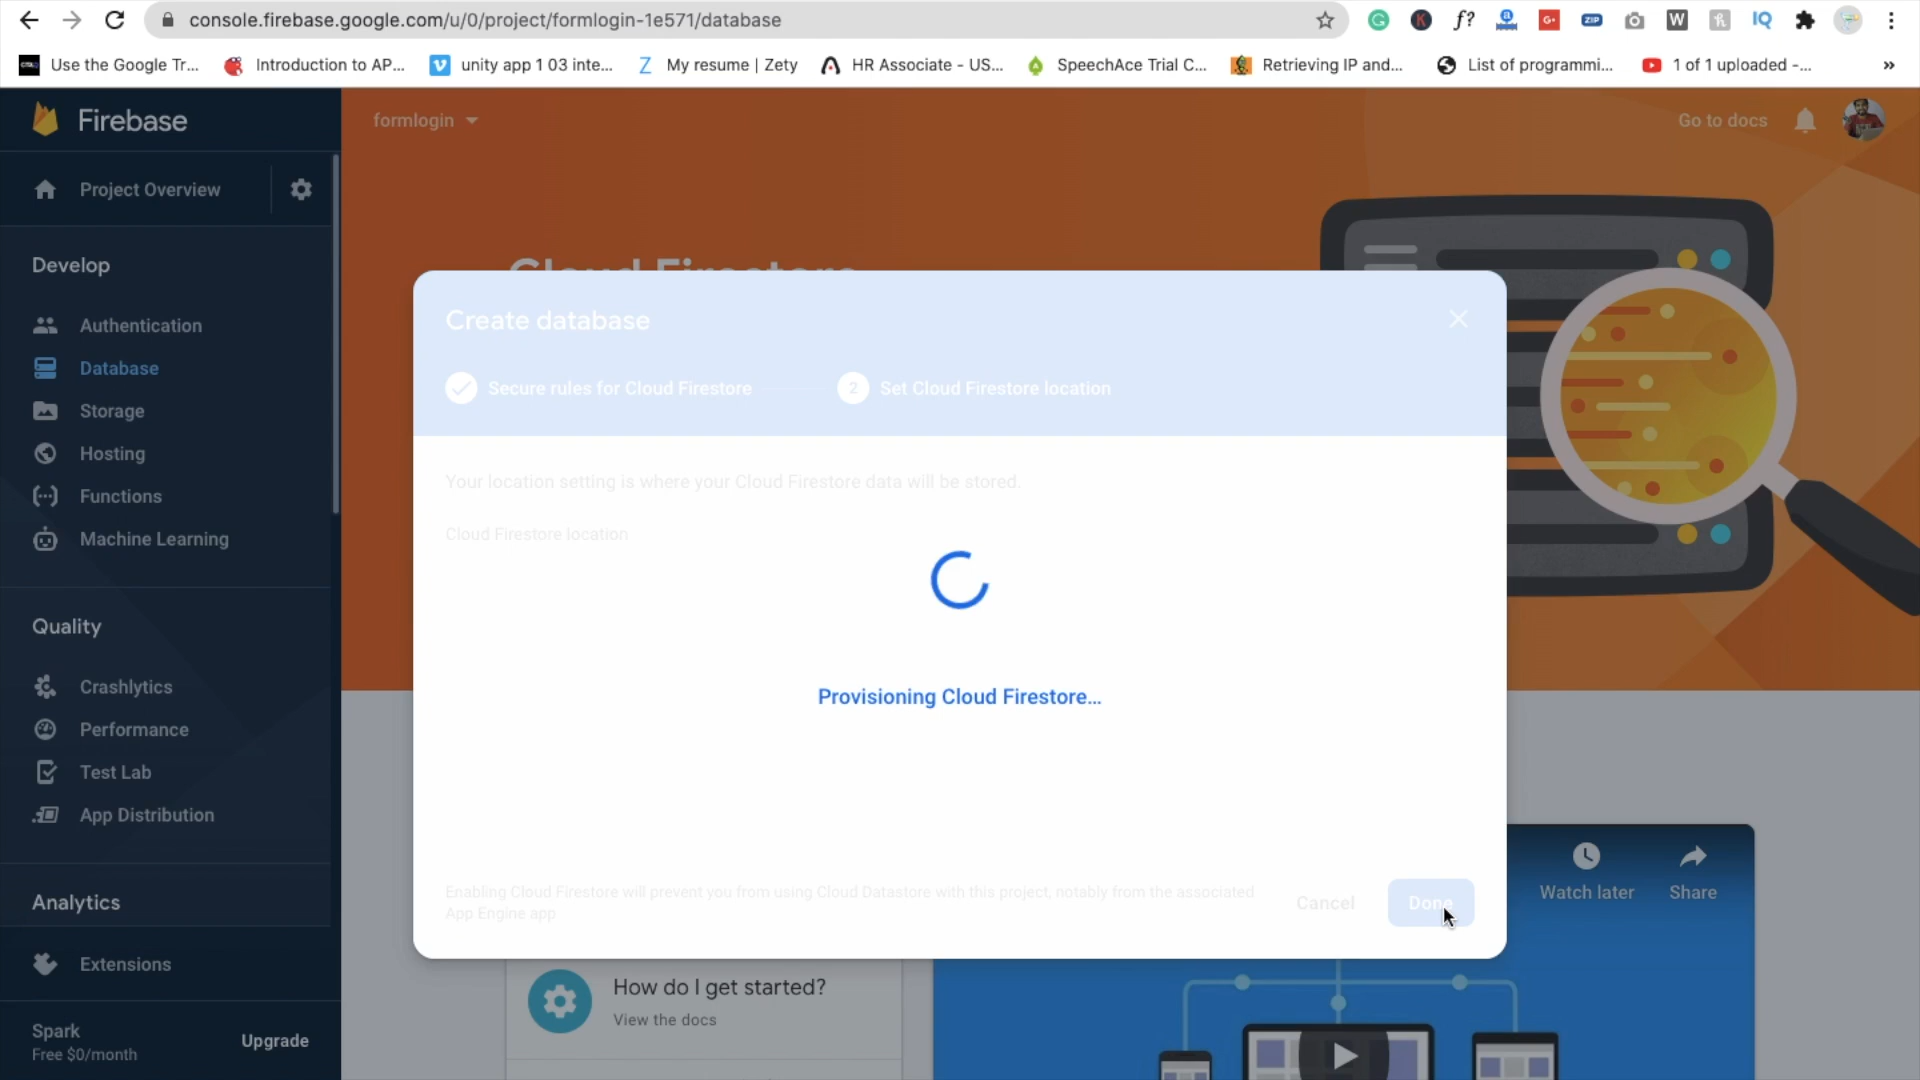 console.firebase.google.com/u/0/project/formlogin-1e571/database
Use the Google Tr...
Introduction to AP...
unity app 1 03 inte...
My resume | Zety
HR Associate - US...
SpeechAce Trial C...
Retrieving IP and...
List of programmi...
1 of 1 uploaded -...
»
Firebase
formlogin
Go to docs
Project Overview
Develop
Authentication
Database
Storage
Hosting
Functions
Machine Learning
Quality
Crashlytics
Performance
Test Lab
App Distribution
Analytics
Extensions
Spark
Free $0/month
Upgrade
Cloud Firestore
Create database
Secure rules for Cloud Firestore
2 Set Cloud Firestore location
Your location setting is where your Cloud Firestore data will be stored.
Cloud Firestore location
Provisioning Cloud Firestore...
Enabling Cloud Firestore will prevent you from using Cloud Datastore with this project, notably from the associated
App Engine app
Cancel
Done
Watch later
Share
How do I get started?
View the docs